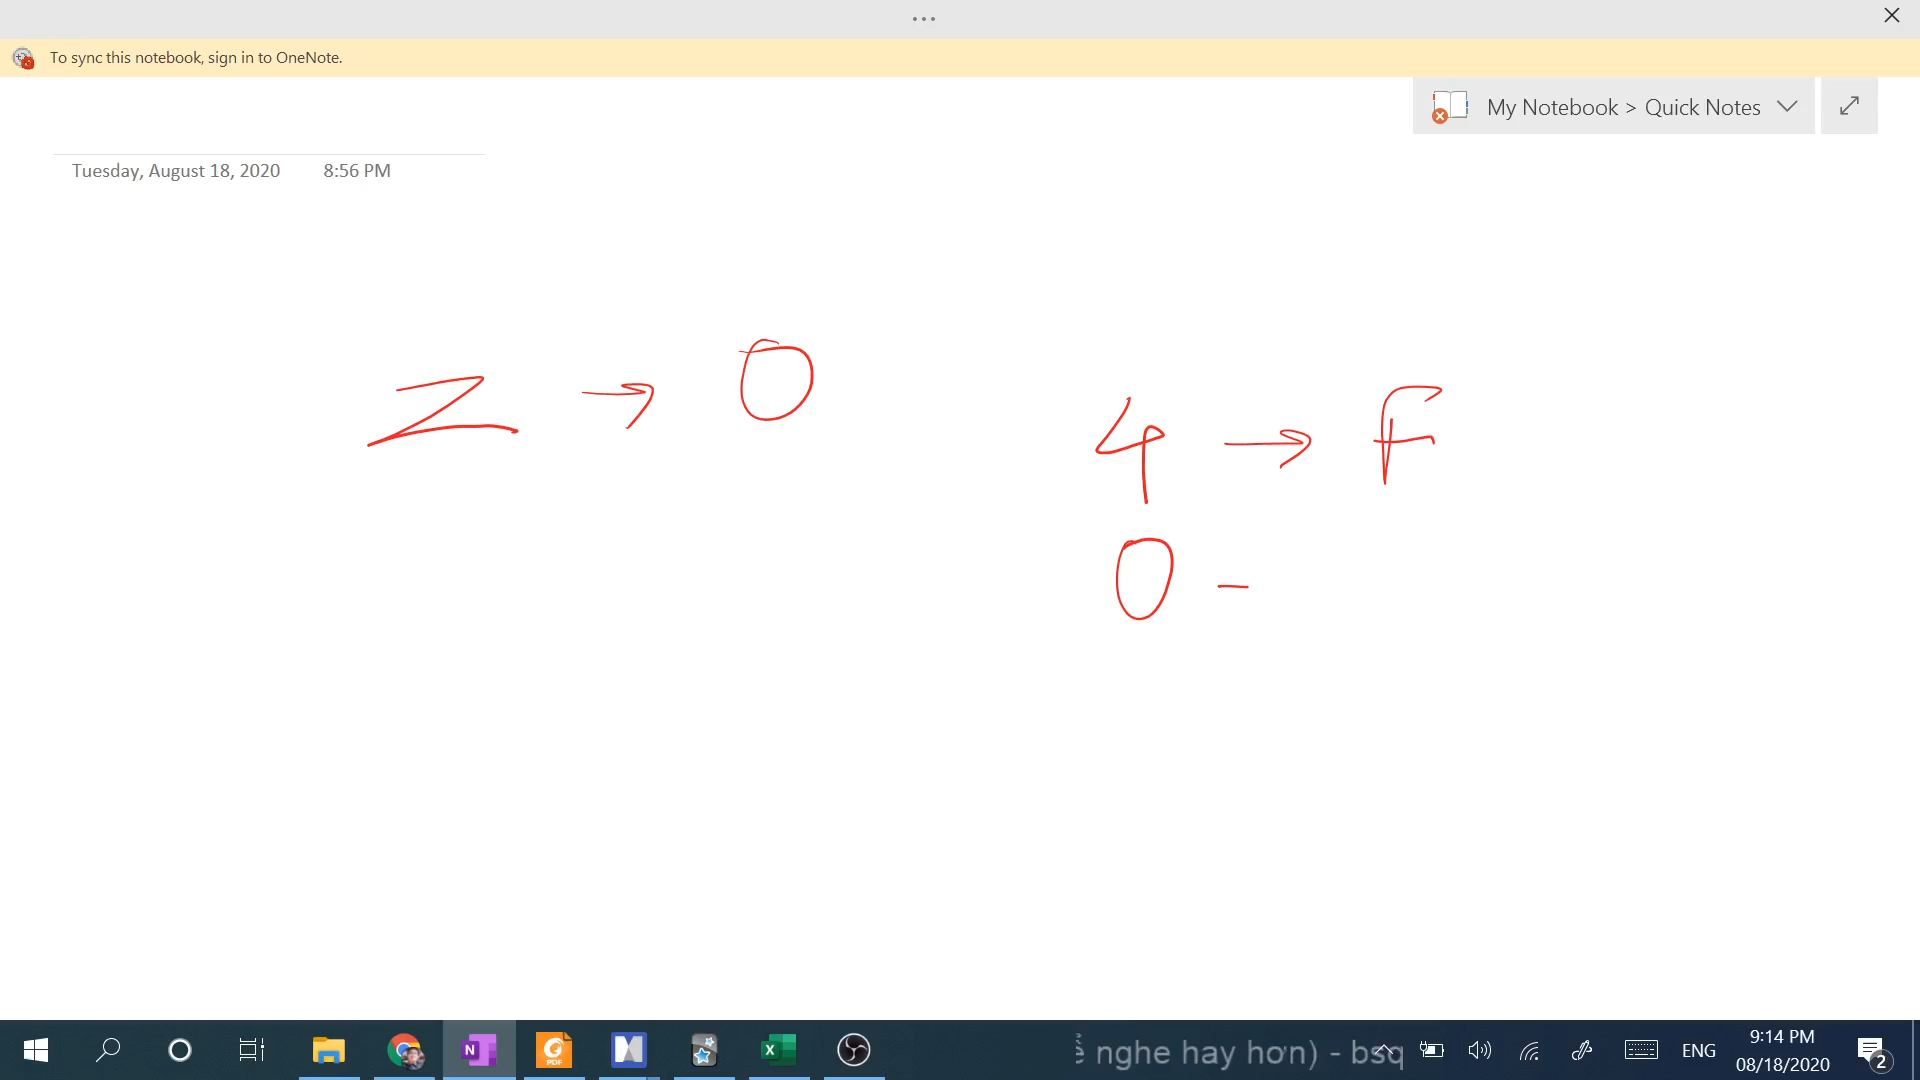 To sync this notebook, sign in to OneNote.
My Notebook > Quick Notes
Tuesday, August 18, 2020 8:56 PM
Z → O
4 → F
O -
nghe hay hơn) - bsq
ENG
9:14 PM
08/18/2020
2